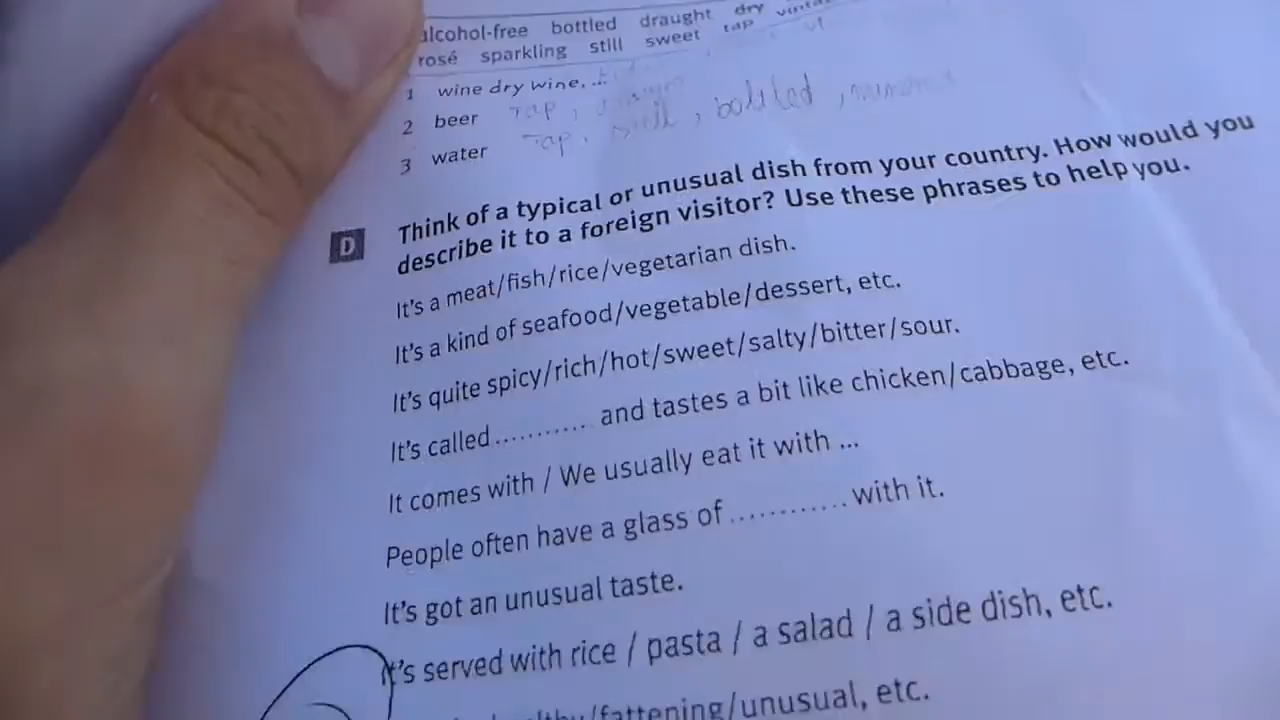 alcohol-free bottled draught dry
rosé sparkling still sweet tap
1 wine dry wine, ...
2 beer Tap,
3 water Tap, still, bottled,
D Think of a typical or unusual dish from your country. How would you
describe it to a foreign visitor? Use these phrases to help you.
It's a meat/fish/rice/vegetarian dish.
It's a kind of seafood/vegetable/dessert, etc.
It's quite spicy/rich/hot/sweet/salty/bitter/sour.
It's called ............ and tastes a bit like chicken/cabbage, etc.
It comes with / We usually eat it with ...
People often have a glass of ............ with it.
It's got an unusual taste.
It's served with rice / pasta / a salad / a side dish, etc.
/fattening/unusual, etc.